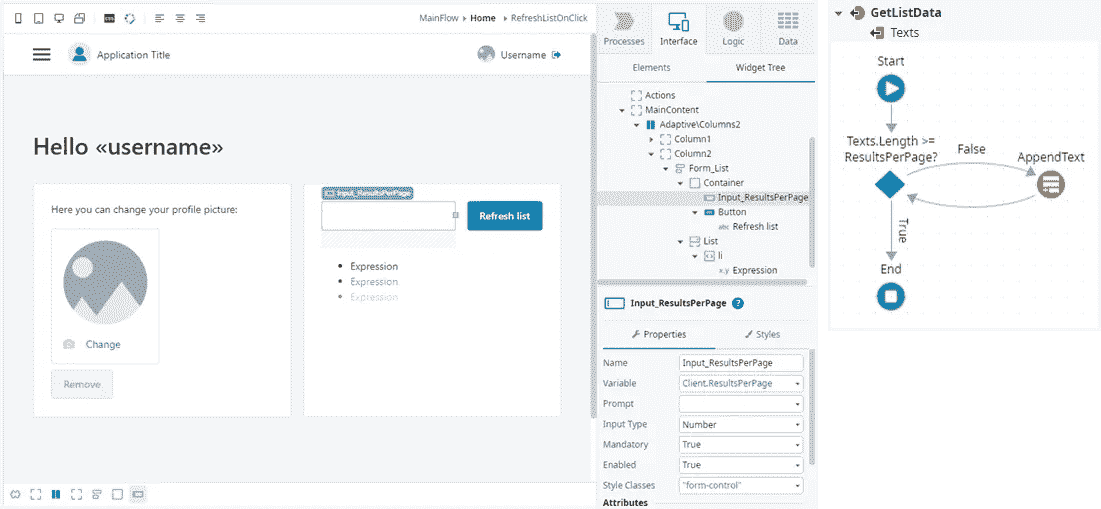 MainFlow ▸ Home ▸ RefreshListOnClick
Application Title
Username
Hello «username»
Here you can change your profile picture:
Change
Remove
Input_ResultsPerPage
Refresh list
Expression
Expression
Expression
Processes
Interface
Logic
Data
Elements
Widget Tree
Actions
MainContent
Adaptive\Columns2
Column1
Column2
Form_List
Container
Input_ResultsPerPage
Button
abc Refresh list
List
li
x.y Expression
Input_ResultsPerPage ?
Properties
Styles
Name Input_ResultsPerPage
Variable Client.ResultsPerPage
Prompt
Input Type Number
Mandatory True
Enabled True
Style Classes "form-control"
Attributes
GetListData
Texts
Start
Texts.Length >=
ResultsPerPage?
False
AppendText
True
End